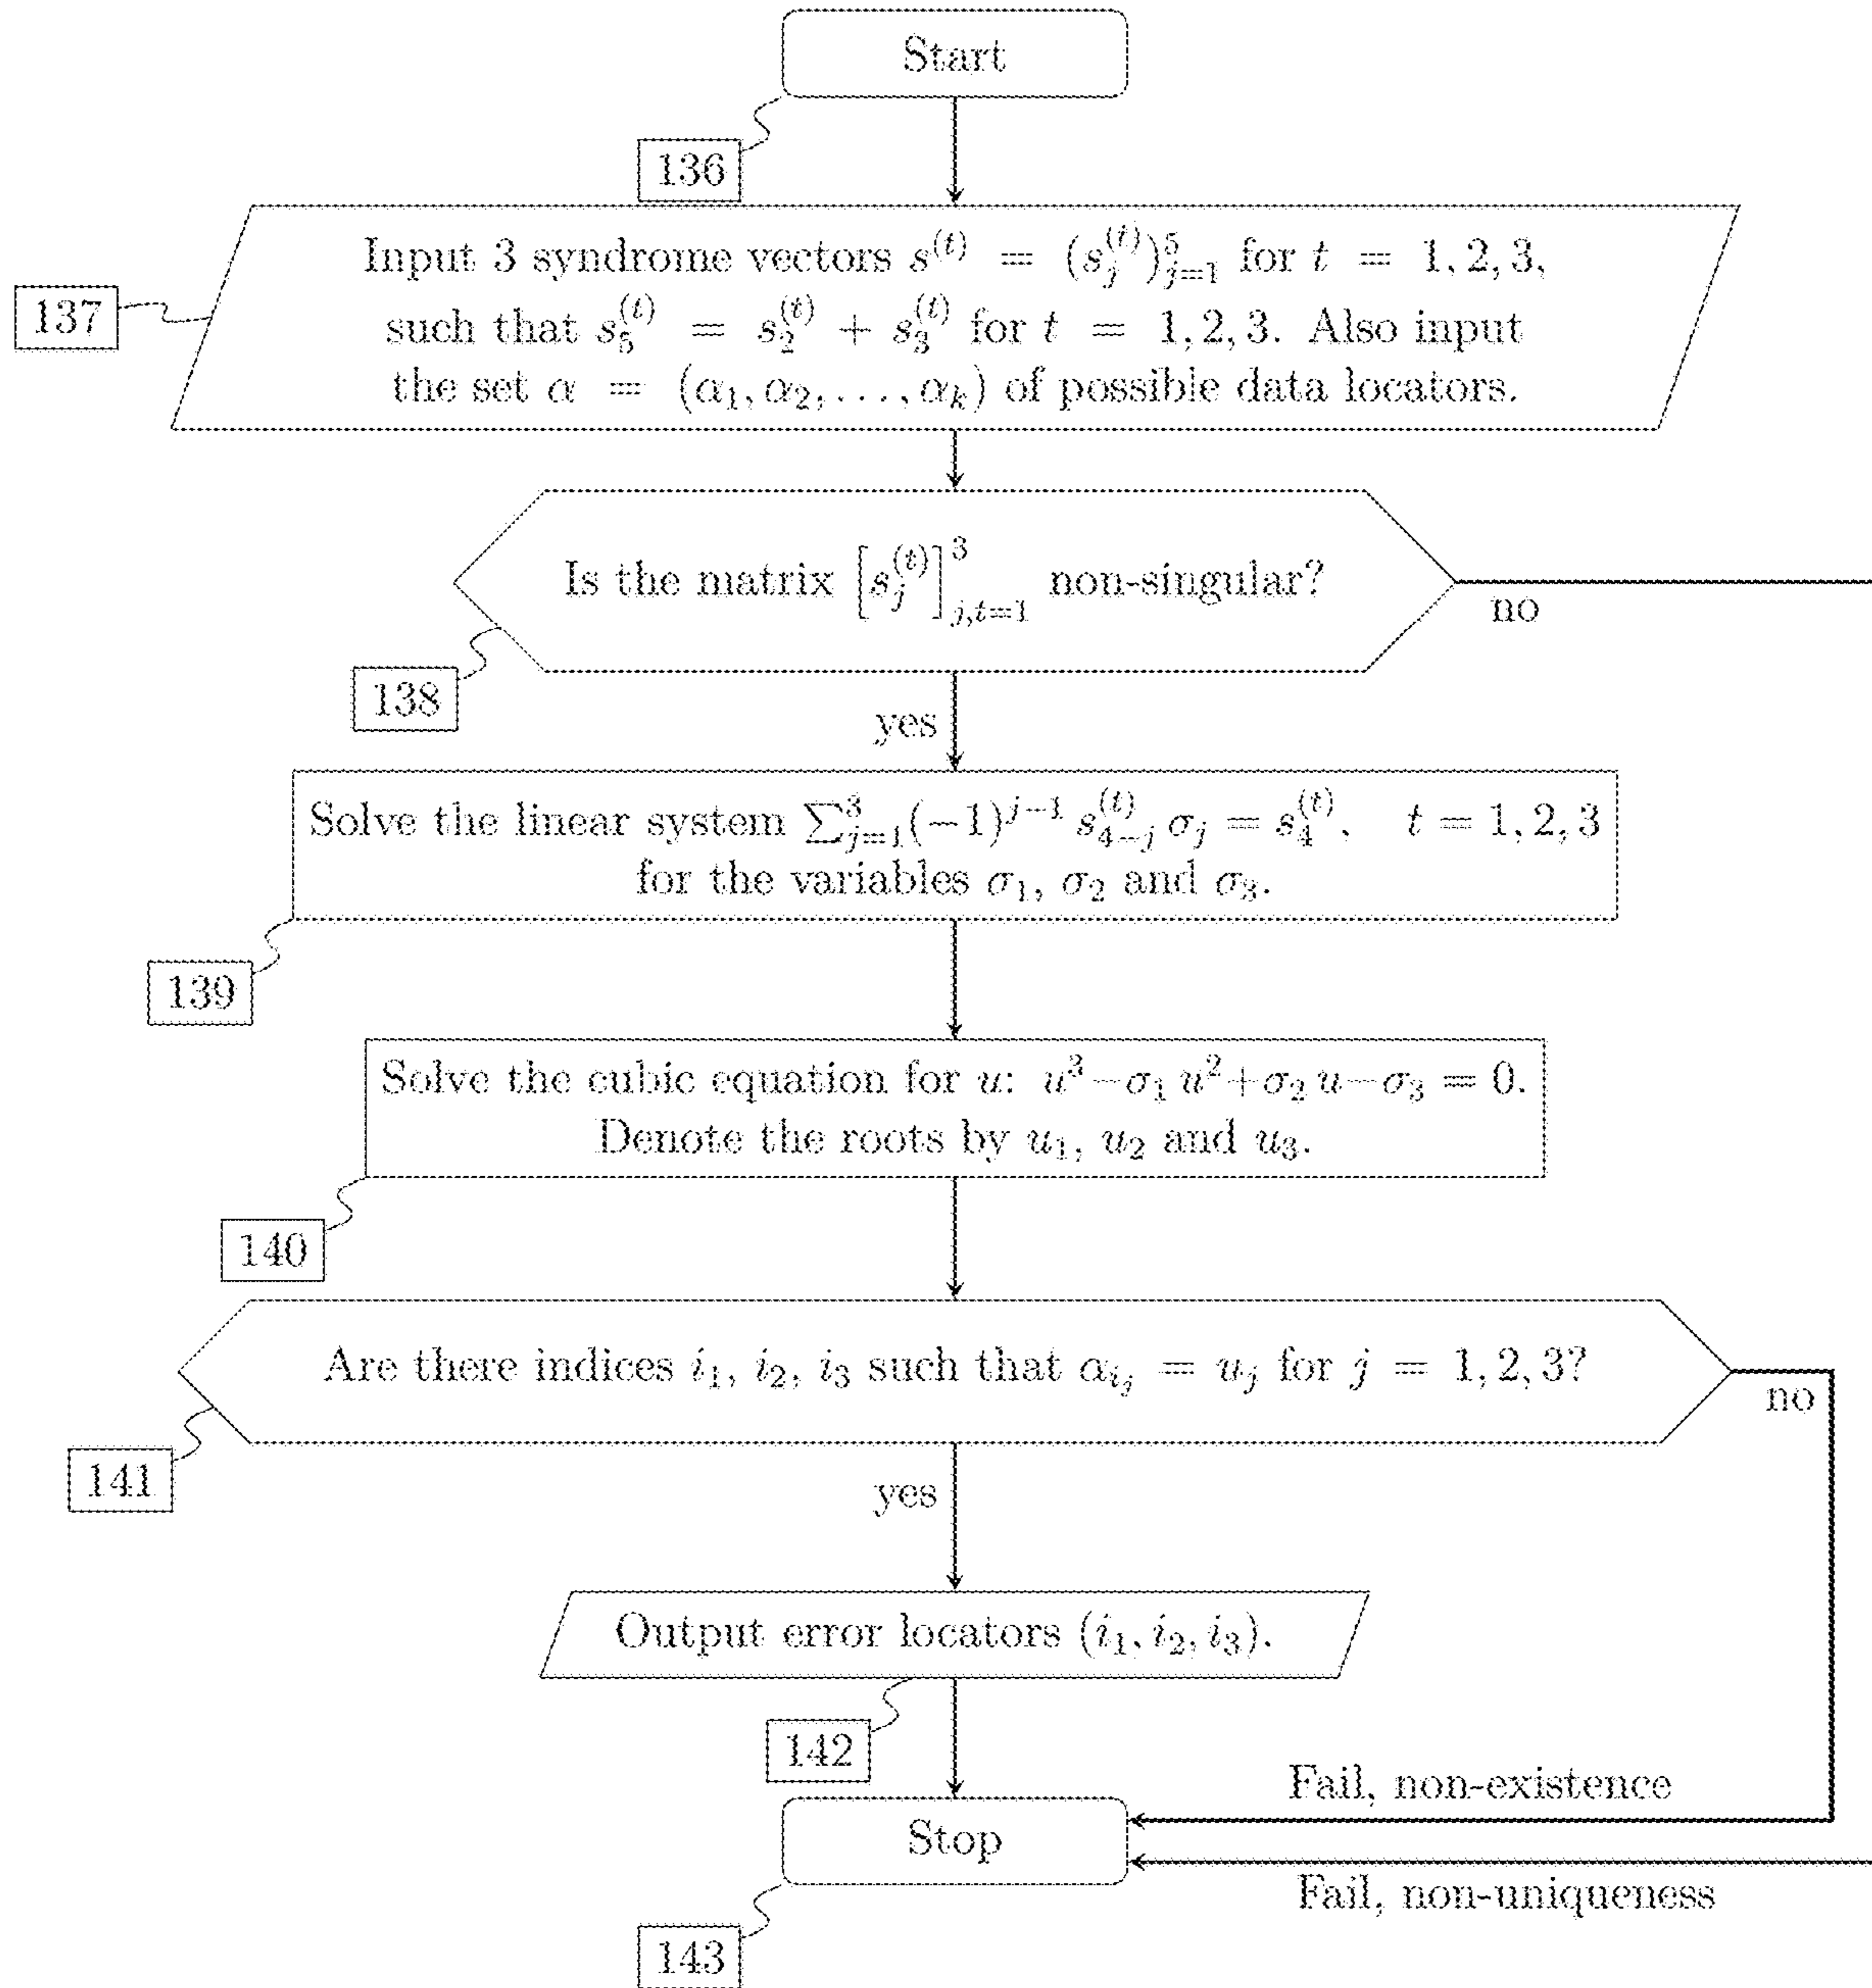 Start
136
Input 3 syndrome vectors s^{(t)} = (s_j^{(t)})_{j=1}^5 for t = 1, 2, 3,
such that s_5^{(t)} = s_2^{(t)} + s_3^{(t)} for t = 1, 2, 3. Also input
the set α = (α_1, α_2, . . . , α_k) of possible data locators.
137
Is the matrix [s_j^{(t)}]_{j,t=1}^3 non-singular?
no
138
yes
Solve the linear system ∑_{j=1}^3 (−1)^{j−1} s_{4−j}^{(t)} σ_j = s_4^{(t)}, t = 1, 2, 3
for the variables σ_1, σ_2 and σ_3.
139
Solve the cubic equation for u: u^3−σ_1 u^2+σ_2 u−σ_3 = 0.
Denote the roots by u_1, u_2 and u_3.
140
Are there indices i_1, i_2, i_3 such that α_{i_j} = u_j for j = 1, 2, 3?
no
141
yes
Output error locators (i_1, i_2, i_3).
142
Fail, non-existence
Stop
Fail, non-uniqueness
143